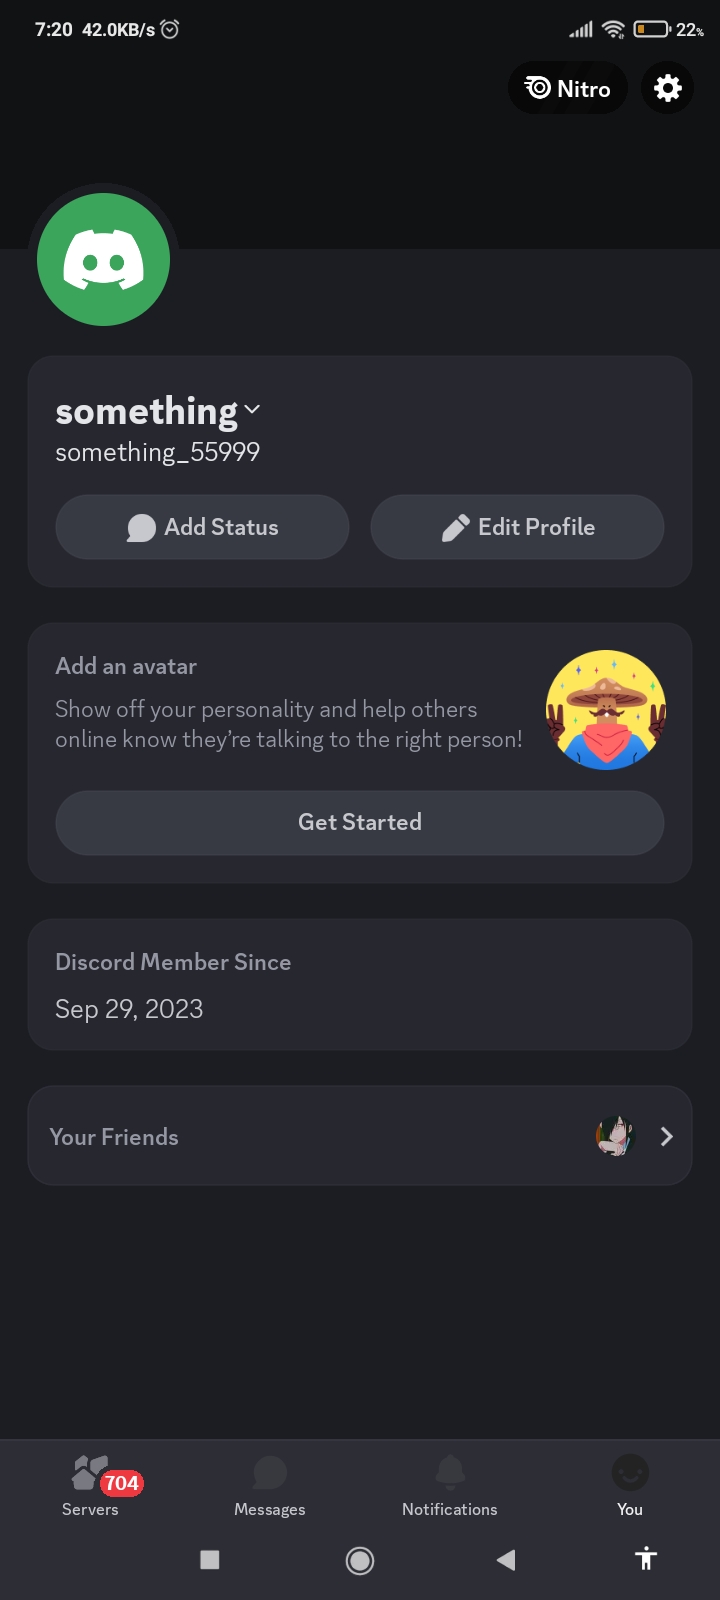 7:20 42.0KB/s 22%
Nitro
something
something_55999
Add Status Edit Profile
Add an avatar
Show off your personality and help others
online know they’re talking to the right person!
Get Started
Discord Member Since
Sep 29, 2023
Your Friends
704
Servers Messages Notifications You